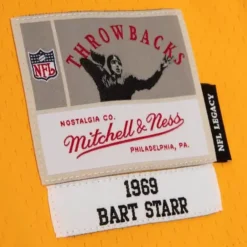 THROWBACKS
NFL
NOSTALGIA CO.
Mitchell & Ness
PHILADELPHIA, PA.
NFL LEGACY
1969
BART STARR